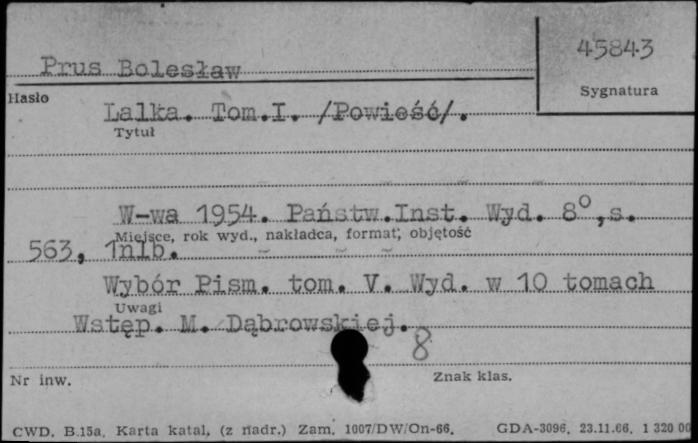 45843
Prus Bolesław
Sygnatura
Hasło
Lalka. Tom.I. /Powieść/.
Tytuł
W-wa 1954. Państw.Inst. Wyd. 8°,s.
Miejsce, rok wyd., nakładca, format, objętość
563, 1nlb.
Wybór Pism. tom. V. Wyd. w 10 tomach
Uwagi
Wstęp. M. Dąbrowskiej.
8
Nr inw.
Znak klas.
CWD. B.15a. Karta katal. (z nadr.) Zam. 1007/DW/On-66. GDA-3096. 23.11.66. 1 320 00